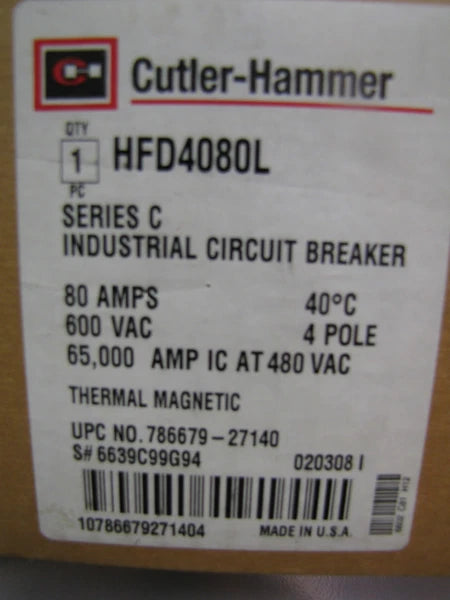 Cutler-Hammer
QTY
1 HFD4080L
PC
SERIES C
INDUSTRIAL CIRCUIT BREAKER
80 AMPS 40°C
600 VAC 4 POLE
65,000 AMP IC AT 480 VAC
THERMAL MAGNETIC
UPC NO. 786679-27140
S# 6639C99G94 020308 I
10786679271404 MADE IN U.S.A.